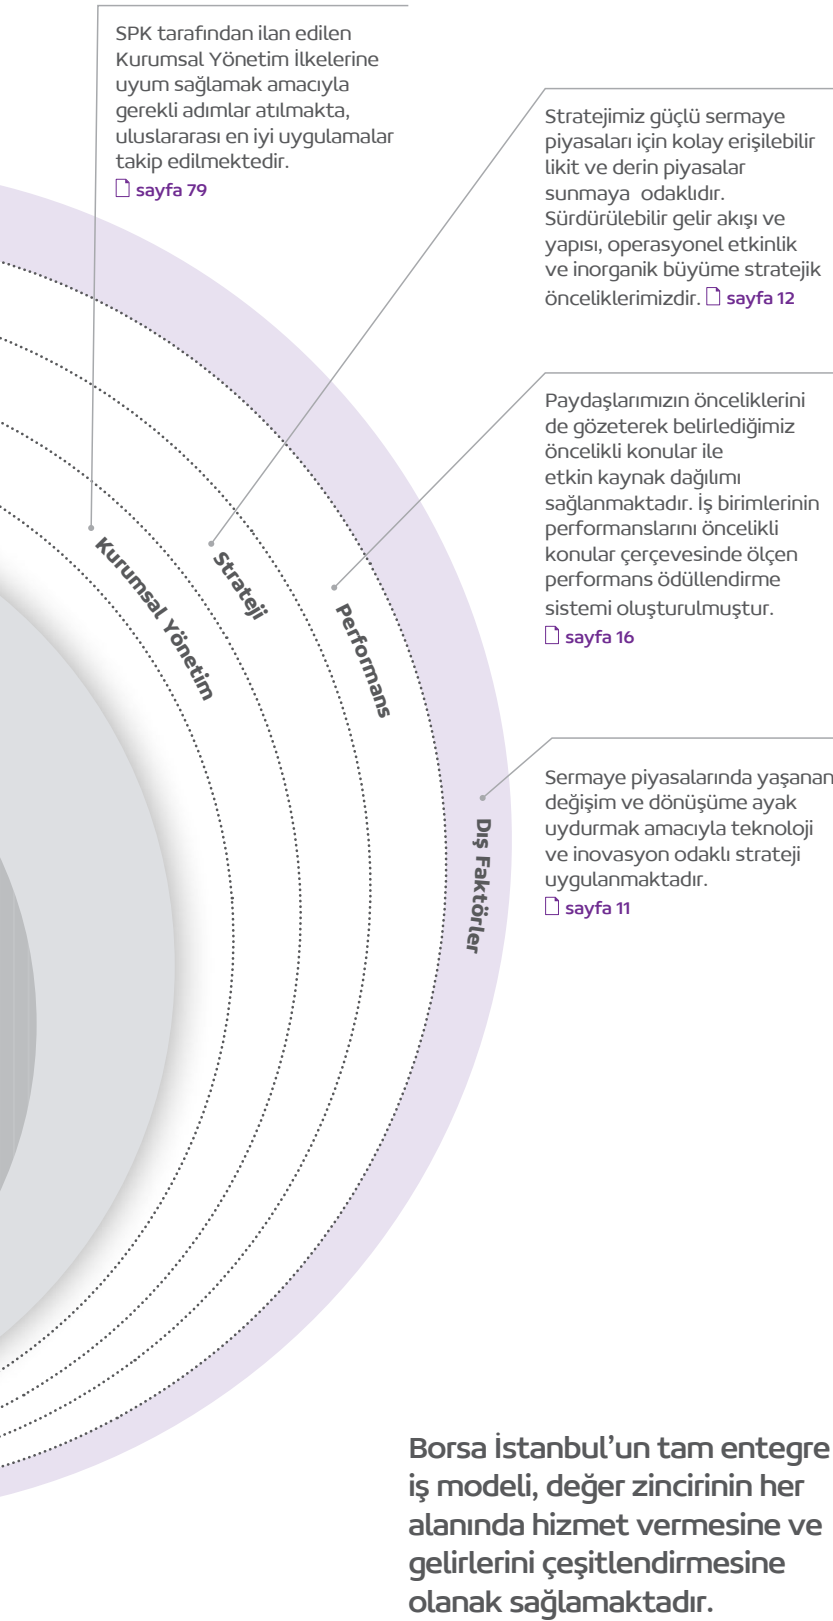 SPK tarafından ilan edilen
Kurumsal Yönetim İlkelerine
uyum sağlamak amacıyla
gerekli adımlar atılmakta,
uluslararası en iyi uygulamalar
takip edilmektedir.
sayfa 79
Stratejimiz güçlü sermaye
piyasaları için kolay erişilebilir
likit ve derin piyasalar
sunmaya odaklıdır.
Sürdürülebilir gelir akışı ve
yapısı, operasyonel etkinlik
ve inorganik büyüme stratejik
önceliklerimizdir. sayfa 12
Paydaşlarımızın önceliklerini
de gözeterek belirlediğimiz
öncelikli konular ile
etkin kaynak dağılımı
sağlanmaktadır. İş birimlerinin
performanslarını öncelikli
konular çerçevesinde ölçen
performans ödüllendirme
sistemi oluşturulmuştur.
sayfa 16
Kurumsal Yönetim
Strateji
Performans
Dış Faktörler
Sermaye piyasalarında yaşanan
değişim ve dönüşüme ayak
uydurmak amacıyla teknoloji
ve inovasyon odaklı strateji
uygulanmaktadır.
sayfa 11
Borsa İstanbul’un tam entegre
iş modeli, değer zincirinin her
alanında hizmet vermesine ve
gelirlerini çeşitlendirmesine
olanak sağlamaktadır.